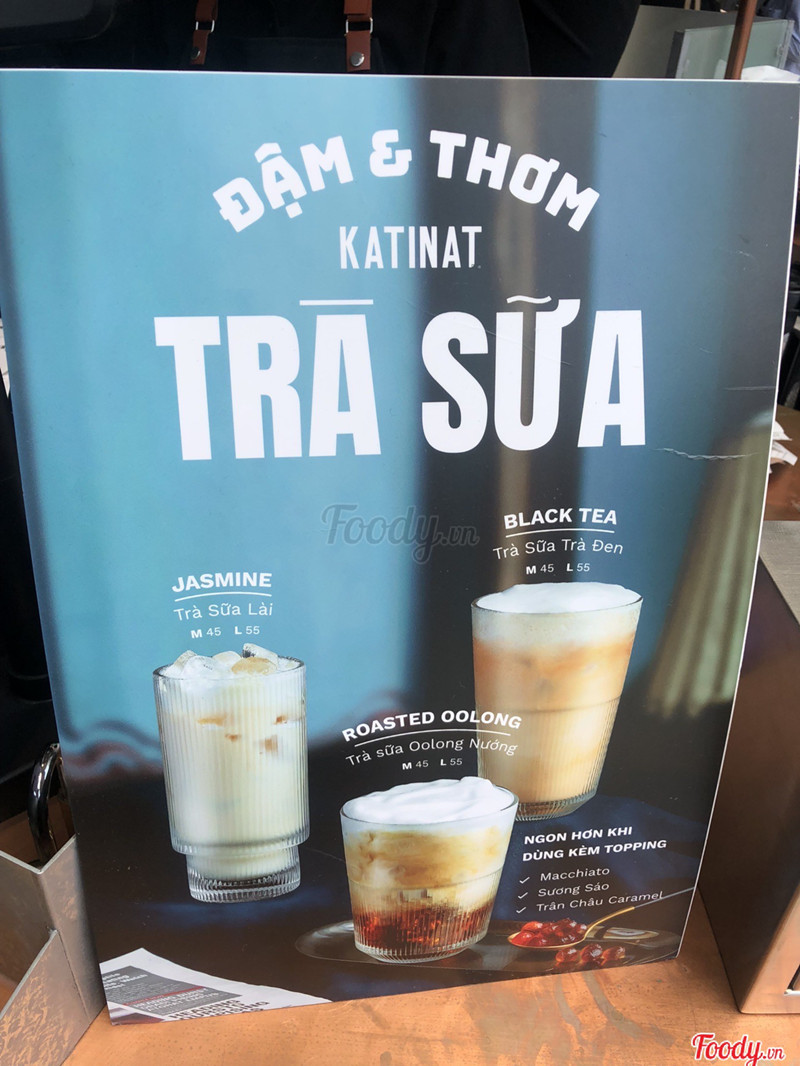 ĐẬM & THƠM
KATINAT
TRÀ SỮA
Foody.vn
BLACK TEA
Trà Sữa Trà Đen
M 45 L 55
JASMINE
Trà Sữa Lài
M 45 L 55
ROASTED OOLONG
Trà sữa Oolong Nướng
M 45 L 55
NGON HƠN KHI
DÙNG KÈM TOPPING
✓ Macchiato
✓ Sương Sáo
✓ Trân Châu Caramel
Foody.vn